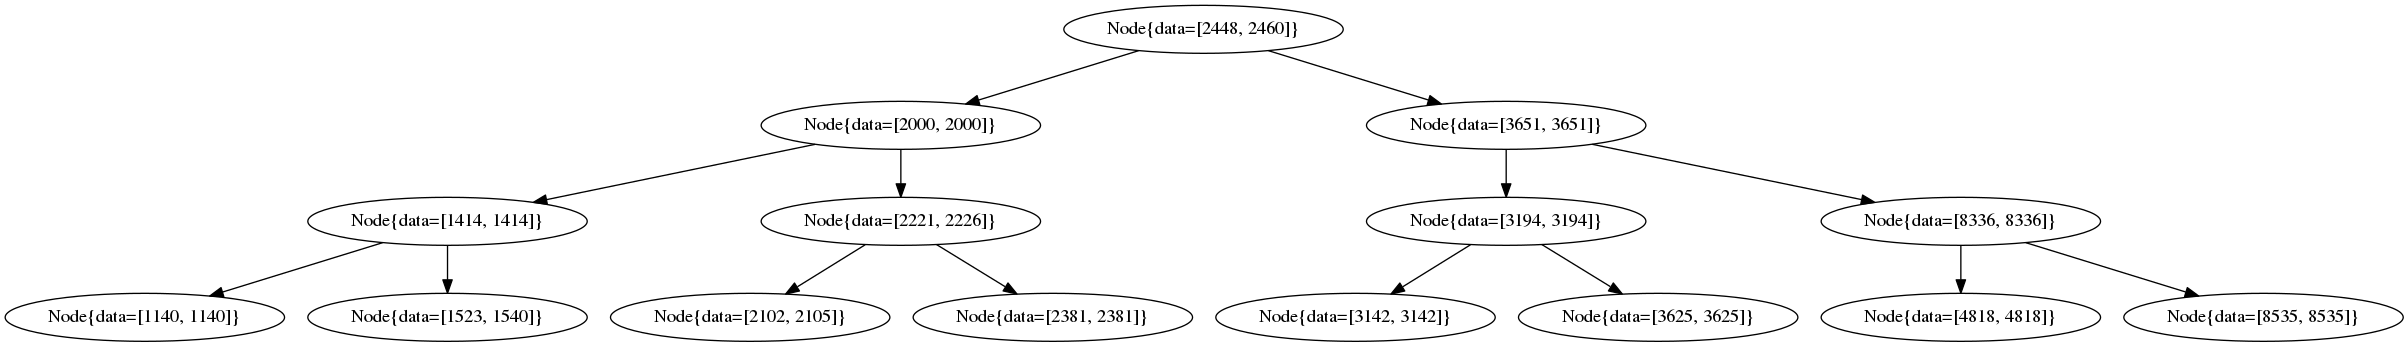 Node{data=[2448, 2460]}
Node{data=[2000, 2000]}
Node{data=[3651, 3651]}
Node{data=[1414, 1414]}
Node{data=[2221, 2226]}
Node{data=[3194, 3194]}
Node{data=[8336, 8336]}
Node{data=[1140, 1140]}
Node{data=[1523, 1540]}
Node{data=[2102, 2105]}
Node{data=[2381, 2381]}
Node{data=[3142, 3142]}
Node{data=[3625, 3625]}
Node{data=[4818, 4818]}
Node{data=[8535, 8535]}